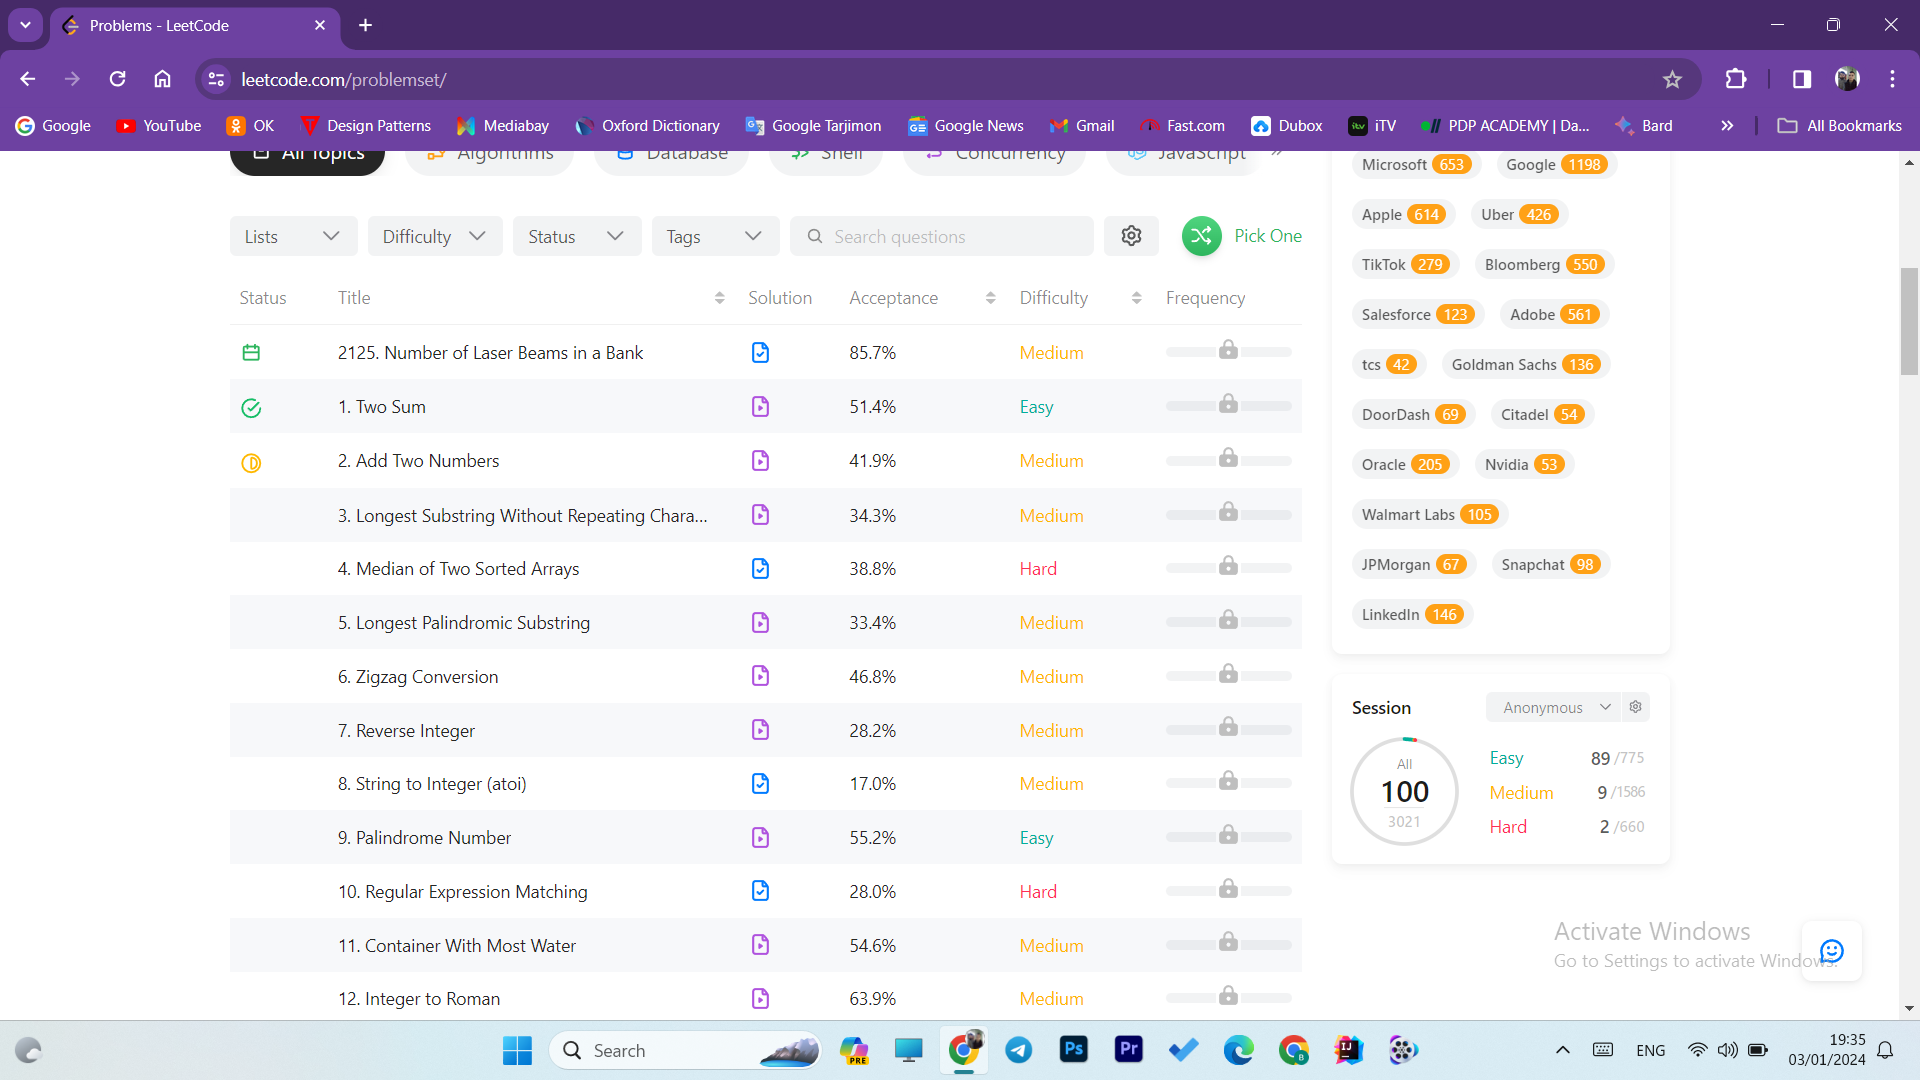 Problems - LeetCode
leetcode.com/problemset/
Google YouTube OK Design Patterns Mediabay Oxford Dictionary Google Tarjimon Google News Gmail Fast.com Dubox iTV PDP ACADEMY | Da... Bard All Bookmarks
All Topics Algorithms Database Shell Concurrency JavaScript
Lists Difficulty Status Tags Search questions Pick One
Status Title Solution Acceptance Difficulty Frequency
2125. Number of Laser Beams in a Bank 85.7% Medium
1. Two Sum 51.4% Easy
2. Add Two Numbers 41.9% Medium
3. Longest Substring Without Repeating Chara... 34.3% Medium
4. Median of Two Sorted Arrays 38.8% Hard
5. Longest Palindromic Substring 33.4% Medium
6. Zigzag Conversion 46.8% Medium
7. Reverse Integer 28.2% Medium
8. String to Integer (atoi) 17.0% Medium
9. Palindrome Number 55.2% Easy
10. Regular Expression Matching 28.0% Hard
11. Container With Most Water 54.6% Medium
12. Integer to Roman 63.9% Medium
Microsoft 653 Google 1198
Apple 614 Uber 426
TikTok 279 Bloomberg 550
Salesforce 123 Adobe 561
tcs 42 Goldman Sachs 136
DoorDash 69 Citadel 54
Oracle 205 Nvidia 53
Walmart Labs 105
JPMorgan 67 Snapchat 98
LinkedIn 146
Session Anonymous
All
100
3021
Easy 89 /775
Medium 9 /1586
Hard 2 /660
Activate Windows
Go to Settings to activate Windows.
Search PRE Ps Pr ENG
19:35
03/01/2024